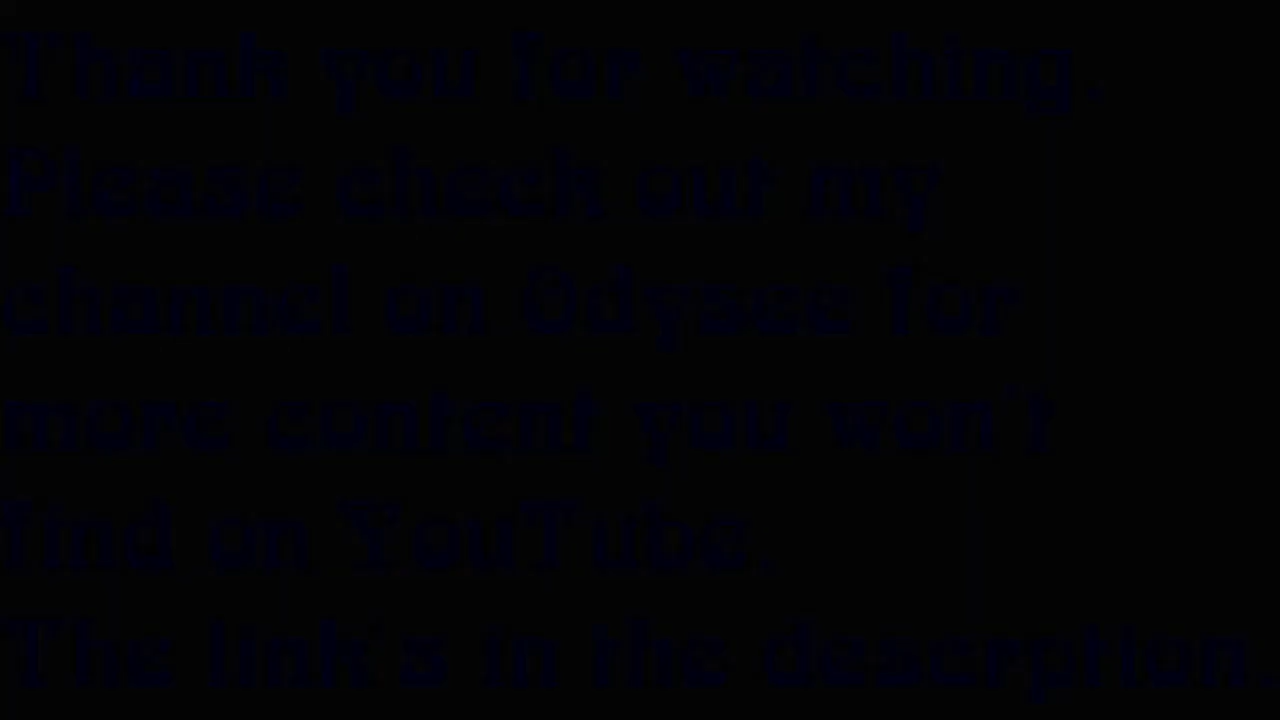 Thank you for watching.
Please check out my
channel on Odysee for
more content you won't
find on YouTube.
The link's in the descrption.